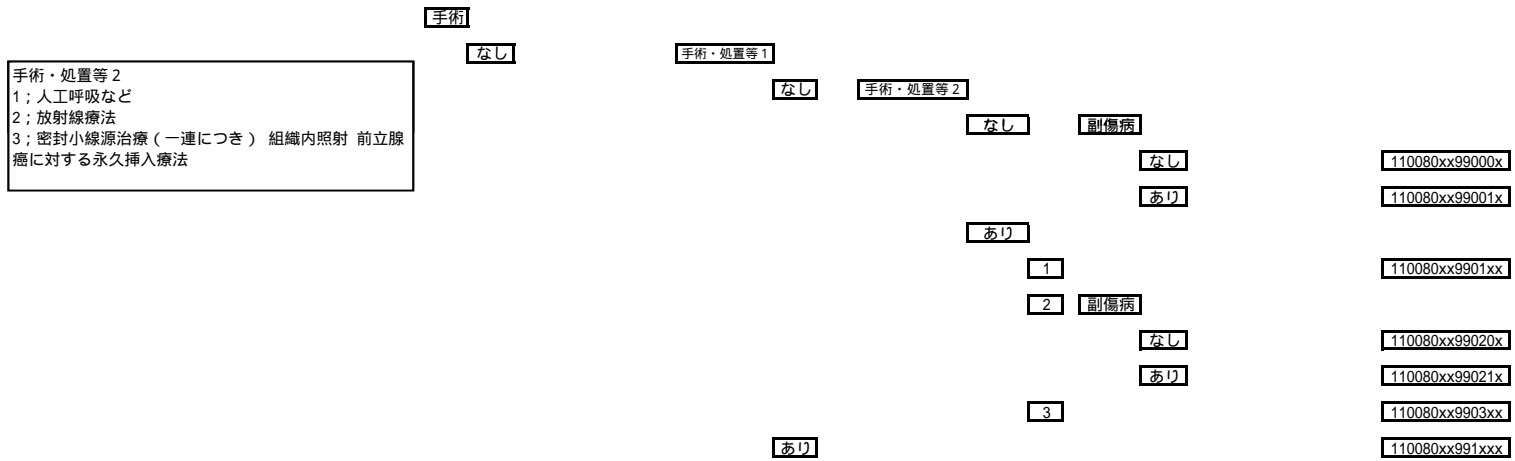 手術
なし 手術・処置等1
手術・処置等2
1；人工呼吸など
2；放射線療法
3；密封小線源治療（一連につき） 組織内照射 前立腺
癌に対する永久挿入療法
なし 手術・処置等2
なし 副傷病
なし 110080xx99000x
あり 110080xx99001x
あり
1 110080xx9901xx
2 副傷病
なし 110080xx99020x
あり 110080xx99021x
3 110080xx9903xx
あり 110080xx991xxx